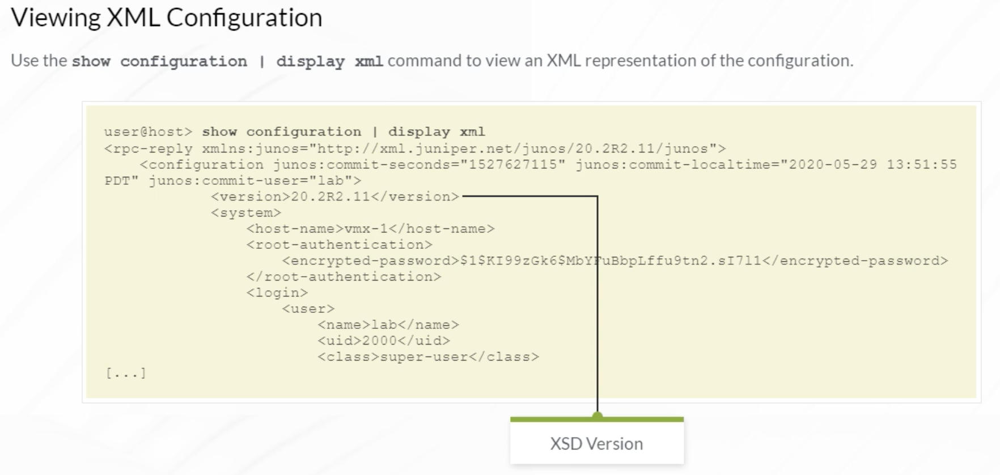 Viewing XML Configuration
Use the show configuration | display xml command to view an XML representation of the configuration.
user@host> show configuration | display xml
<rpc-reply xmlns:junos="http://xml.juniper.net/junos/20.2R2.11/junos">
<configuration junos:commit-seconds="1527627115" junos:commit-localtime="2020-05-29 13:51:55
PDT" junos:commit-user="lab">
<version>20.2R2.11</version>
<system>
<host-name>vmx-1</host-name>
<root-authentication>
<encrypted-password>$1$KI99zGk6$MbYFuBbpLffu9tn2.sI7l1</encrypted-password>
</root-authentication>
<login>
<user>
<name>lab</name>
<uid>2000</uid>
<class>super-user</class>
[...]
XSD Version